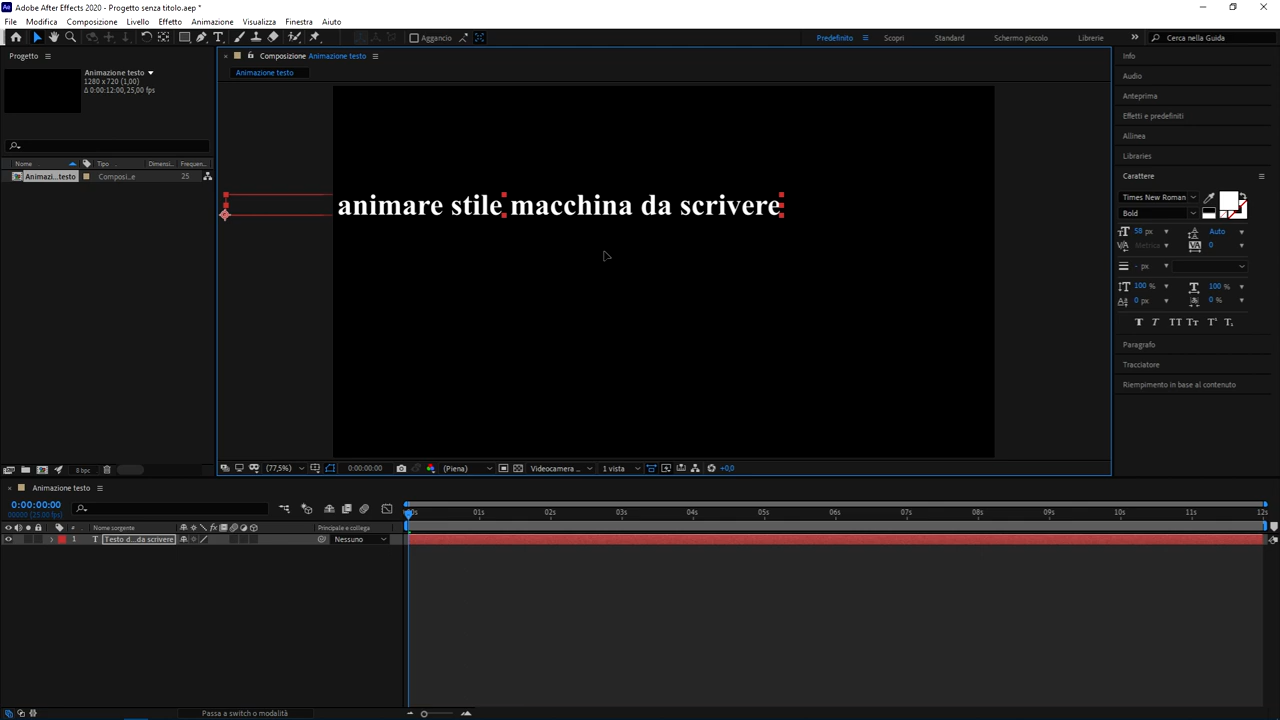 Adobe After Effects 2020 - Progetto senza titolo.aep *
File Modifica Composizione Livello Effetto Animazione Visualizza Finestra Aiuto
Aggancio Predefinito Scopri Standard Schermo piccolo Librerie Cerca nella Guida
Progetto
Animazione testo
1280 x 720 (1,00)
Δ 0:00:12:00, 25,00 fps
Nome Tipo Dimensi.. Frequen...
Animazi...testo Composi...e 25
8 bpc
Composizione Animazione testo
Animazione testo
animare stile macchina da scrivere
(77,5%) 0:00:00:00 (Piena) Videocamera ... 1 vista +0,0
Info
Audio
Anteprima
Effetti e predefiniti
Allinea
Libraries
Carattere
Times New Roman
Bold
58 px Auto
Metrica 0
- px
100 % 100 %
0 px 0 %
Paragrafo
Tracciatore
Riempimento in base al contenuto
Animazione testo
0:00:00:00
00000 (25.00 fps)
# Nome sorgente Principale e collega
1 T Testo d...da scrivere Nessuno
01s 02s 03s 04s 05s 06s 07s 08s 09s 10s 11s 12s
Passa a switch o modalità